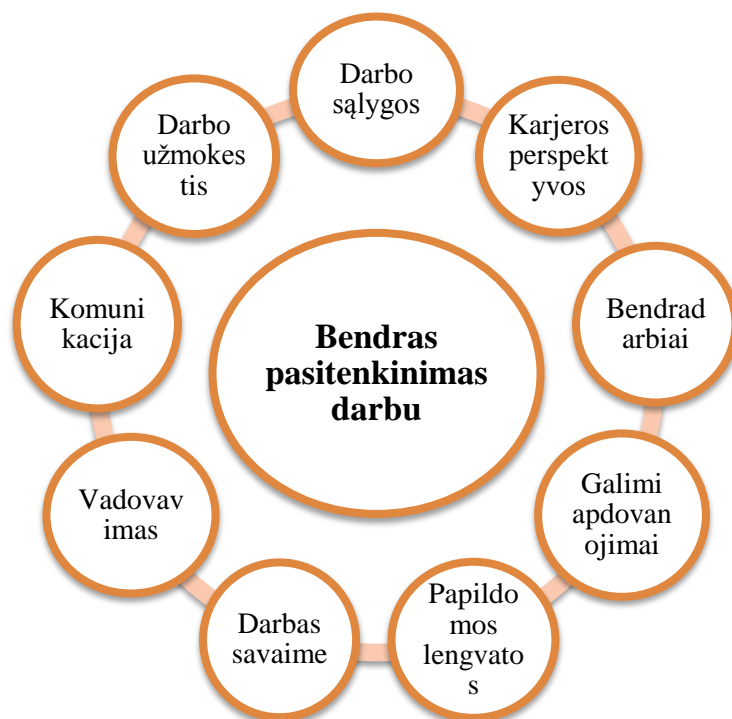 Darbo
sąlygos
Karjeros
perspekt
yvos
Bendrad
arbiai
Galimi
apdovan
ojimai
Papildo
mos
lengvato
s
Darbas
savaime
Vadovav
imas
Komuni
kacija
Darbo
užmokes
tis
Bendras
pasitenkinimas
darbu